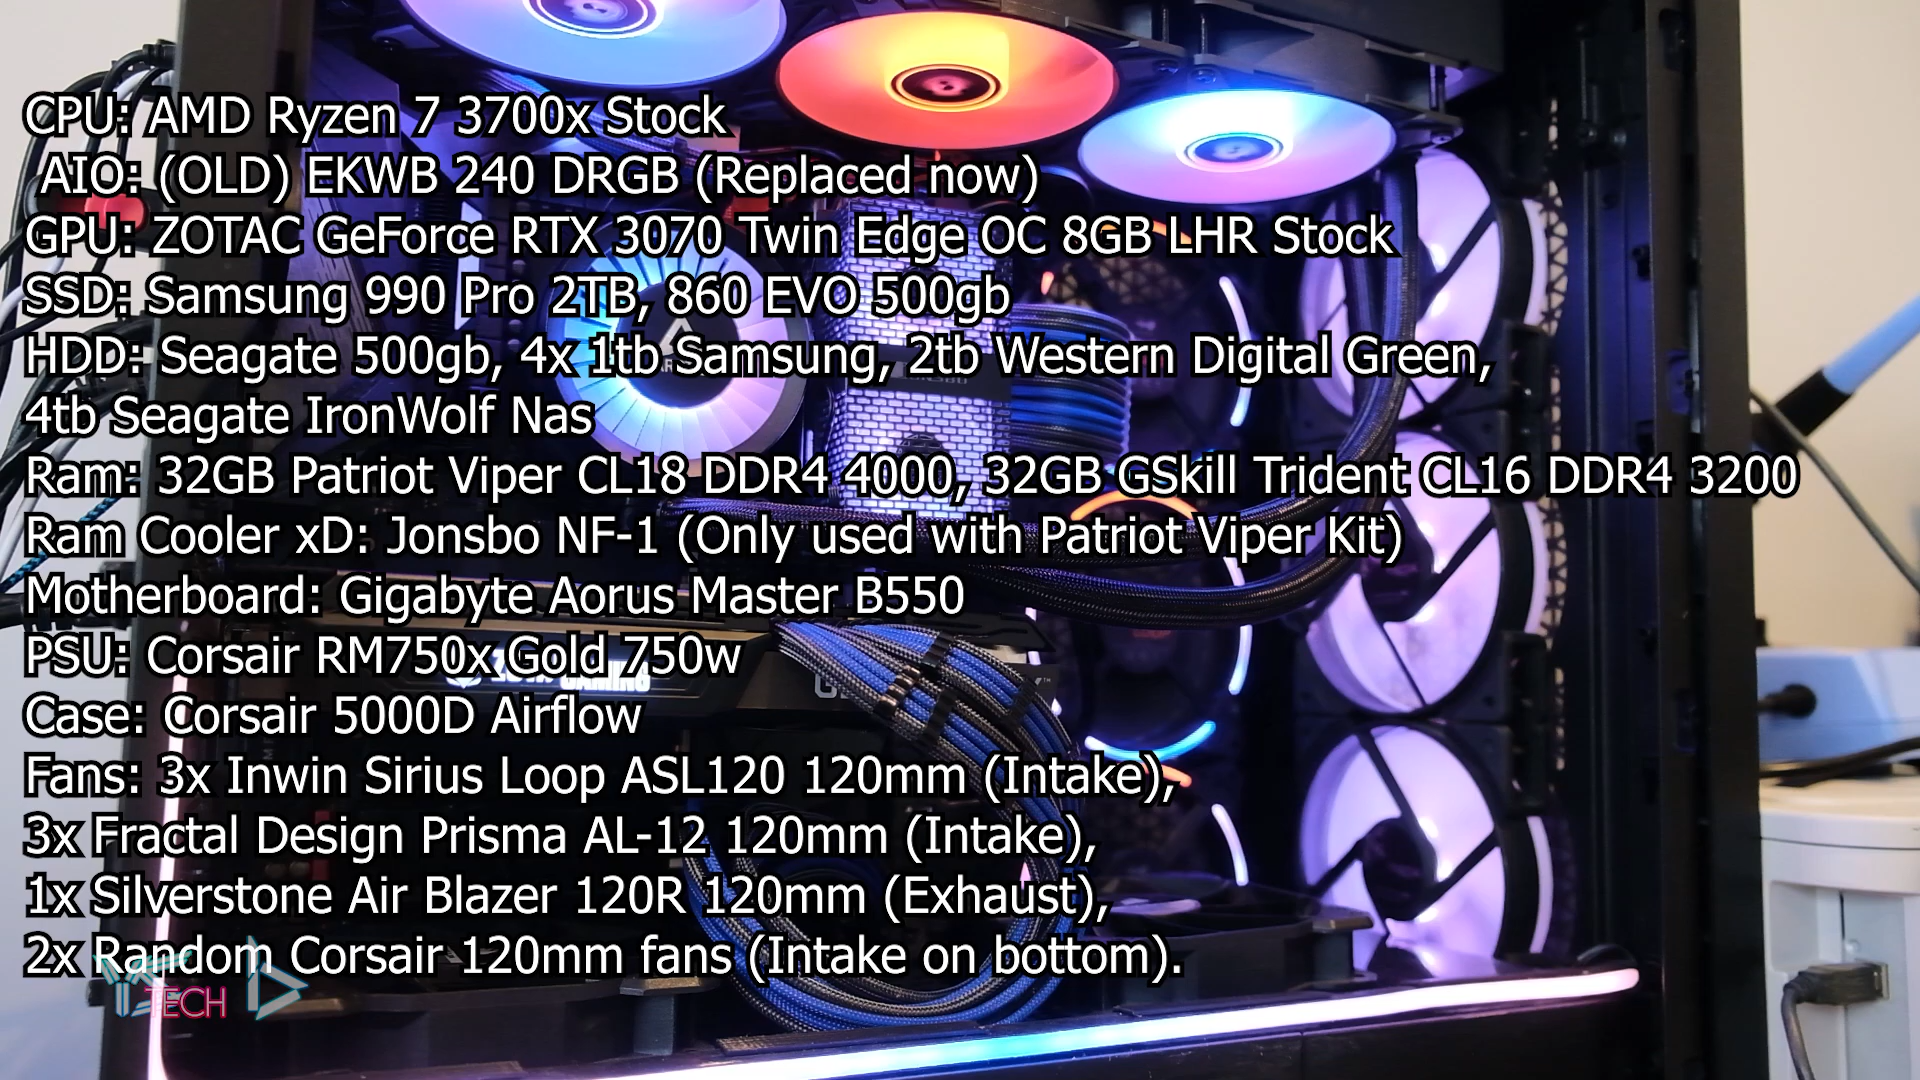 CPU: AMD Ryzen 7 3700x Stock
AIO: (OLD) EKWB 240 DRGB (Replaced now)
GPU: ZOTAC GeForce RTX 3070 Twin Edge OC 8GB LHR Stock
SSD: Samsung 990 Pro 2TB, 860 EVO 500gb
HDD: Seagate 500gb, 4x 1tb Samsung, 2tb Western Digital Green,
4tb Seagate IronWolf Nas
Ram: 32GB Patriot Viper CL18 DDR4 4000, 32GB GSkill Trident CL16 DDR4 3200
Ram Cooler xD: Jonsbo NF-1 (Only used with Patriot Viper Kit)
Motherboard: Gigabyte Aorus Master B550
PSU: Corsair RM750x Gold 750w
Case: Corsair 5000D Airflow
Fans: 3x Inwin Sirius Loop ASL120 120mm (Intake),
3x Fractal Design Prisma AL-12 120mm (Intake),
1x Silverstone Air Blazer 120R 120mm (Exhaust),
2x Random Corsair 120mm fans (Intake on bottom).
TECH